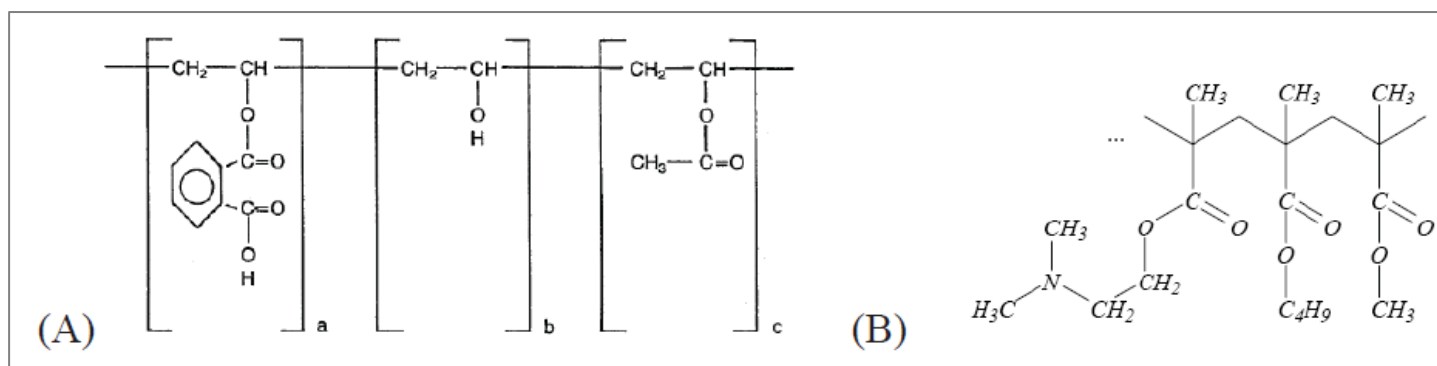 CH₂ CH CH₂ CH CH₂ CH
O O O
H
C=O CH₃ C=O
C=O
O
H
a b c
(A)
...
CH₃ CH₃ CH₃
C O C O C O
O O O
CH₃
N CH₂
H₃C CH₂ C₄H₉ CH₃
(B)